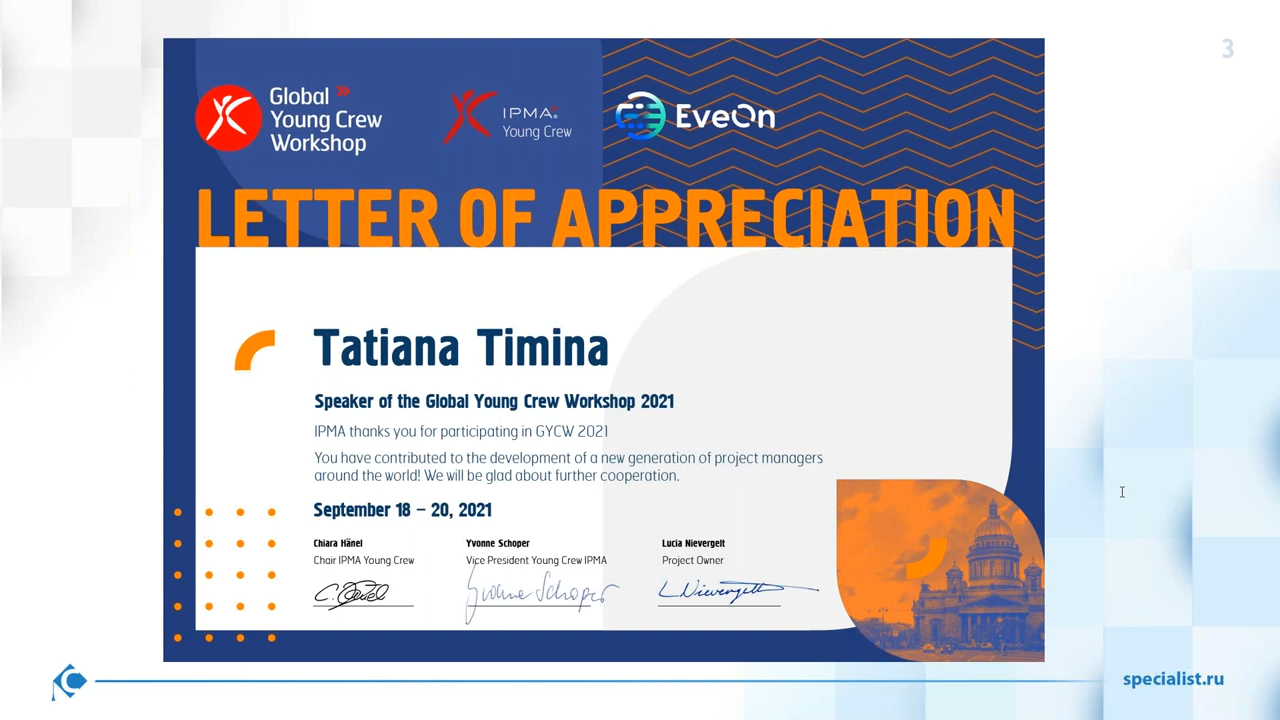 3
Global »
Young Crew
Workshop
IPMA®
Young Crew
EveOn
LETTER OF APPRECIATION
Tatiana Timina
Speaker of the Global Young Crew Workshop 2021
IPMA thanks you for participating in GYCW 2021
You have contributed to the development of a new generation of project managers
around the world! We will be glad about further cooperation.
September 18 – 20, 2021
Chiara Hänel
Chair IPMA Young Crew
Yvonne Schoper
Vice President Young Crew IPMA
Yvonne Schoper
Lucia Nievergelt
Project Owner
L Nievergelt
specialist.ru